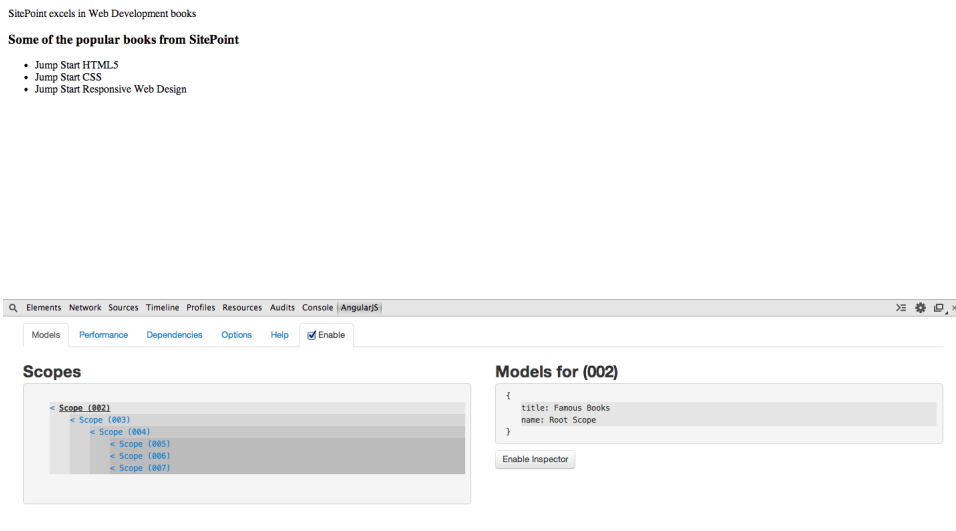 SitePoint excels in Web Development books
Some of the popular books from SitePoint
• Jump Start HTML5
• Jump Start CSS
• Jump Start Responsive Web Design
Elements Network Sources Timeline Profiles Resources Audits Console AngularJS
Models Performance Dependencies Options Help Enable
Scopes
< Scope (002)
< Scope (003)
< Scope (004)
< Scope (005)
< Scope (006)
< Scope (007)
Models for (002)
{
title: Famous Books
name: Root Scope
}
Enable Inspector